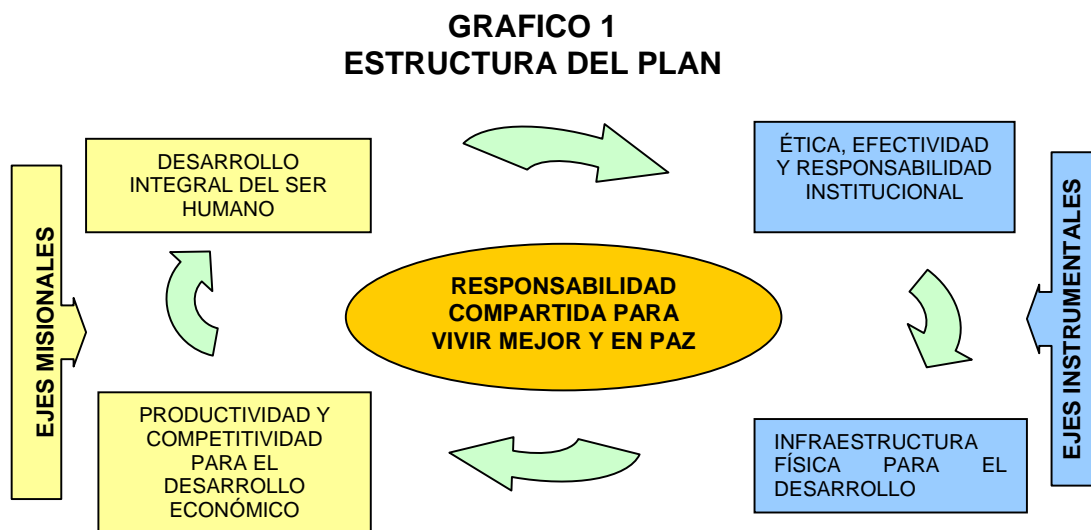 GRAFICO 1
ESTRUCTURA DEL PLAN
EJES MISIONALES
DESARROLLO
INTEGRAL DEL SER
HUMANO
ÉTICA, EFECTIVIDAD
Y RESPONSABILIDAD
INSTITUCIONAL
EJES INSTRUMENTALES
RESPONSABILIDAD
COMPARTIDA PARA
VIVIR MEJOR Y EN PAZ
PRODUCTIVIDAD Y
COMPETITIVIDAD
PARA EL
DESARROLLO
ECONÓMICO
INFRAESTRUCTURA
FÍSICA PARA EL
DESARROLLO